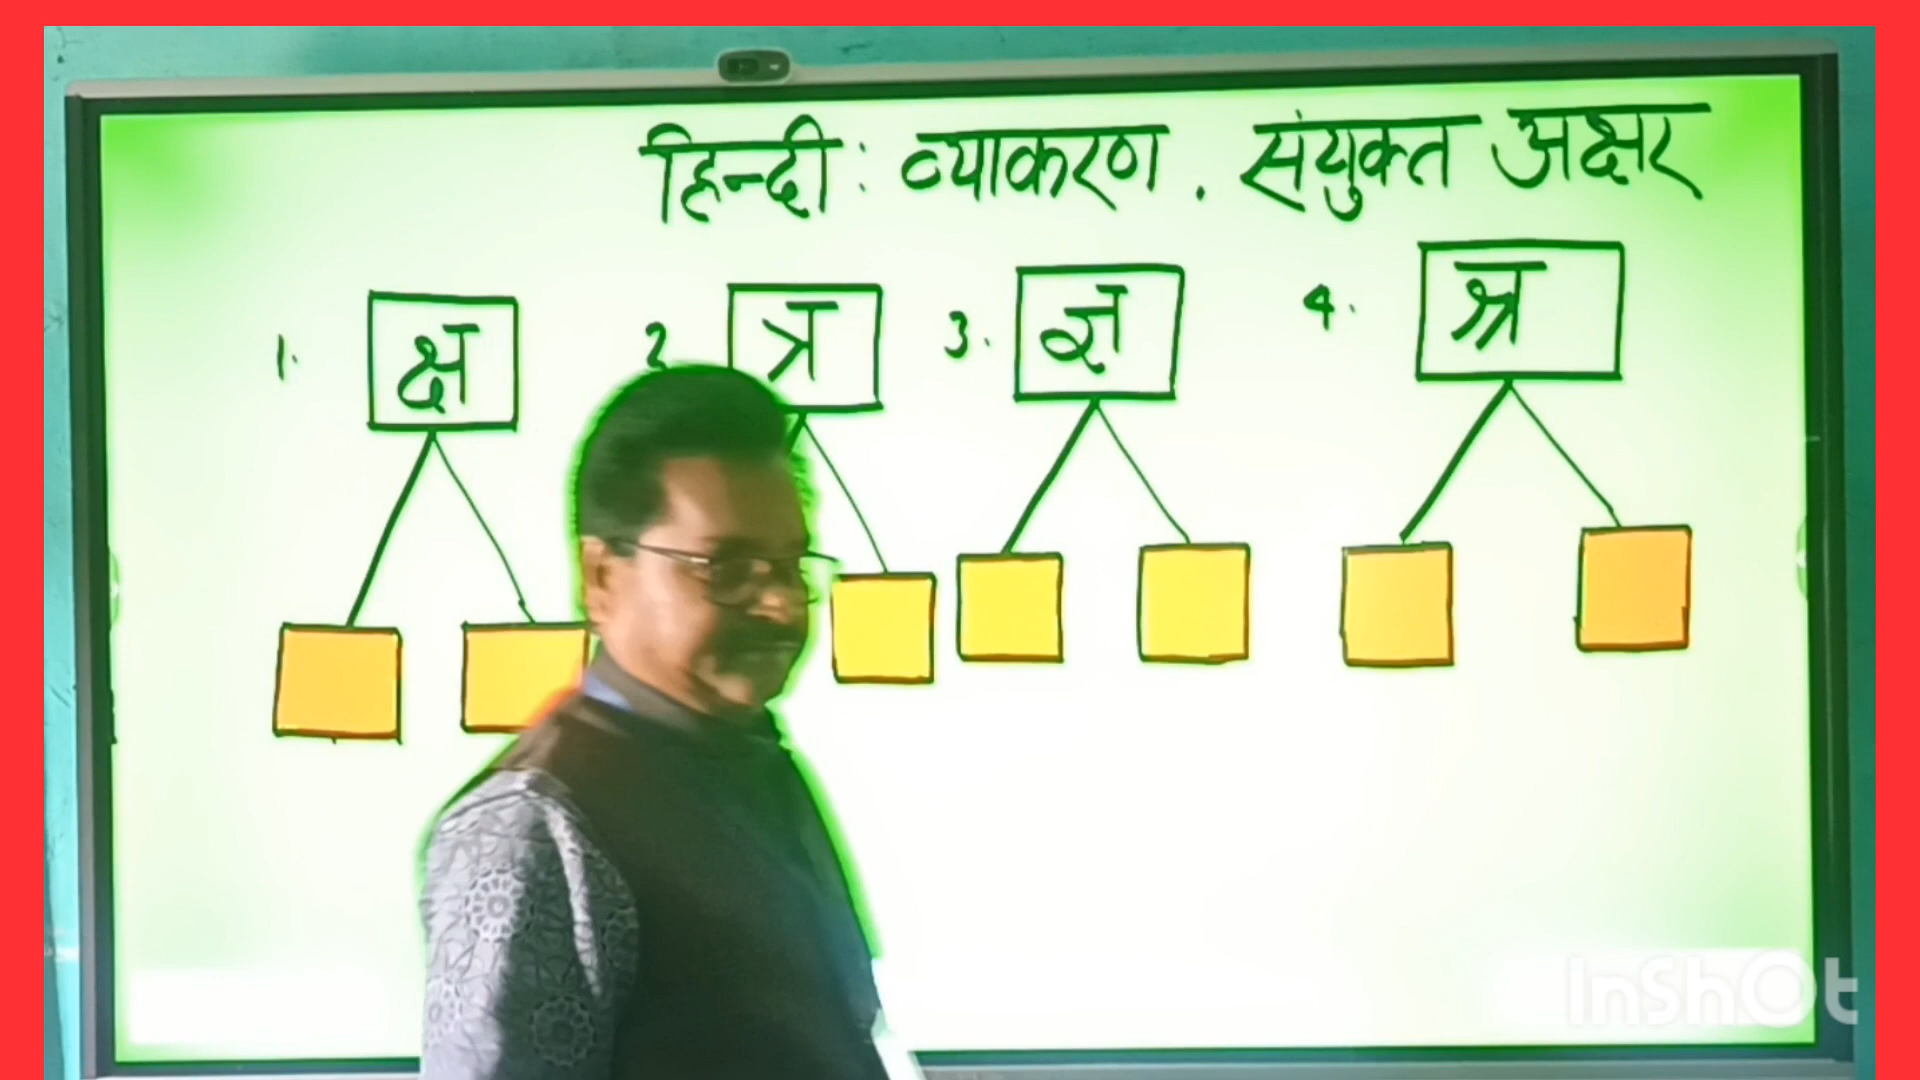 हिन्दी : व्याकरण . संयुक्त अक्षर
1. क्ष 2 त्र 3. ज्ञ 4. श्र
InShOt